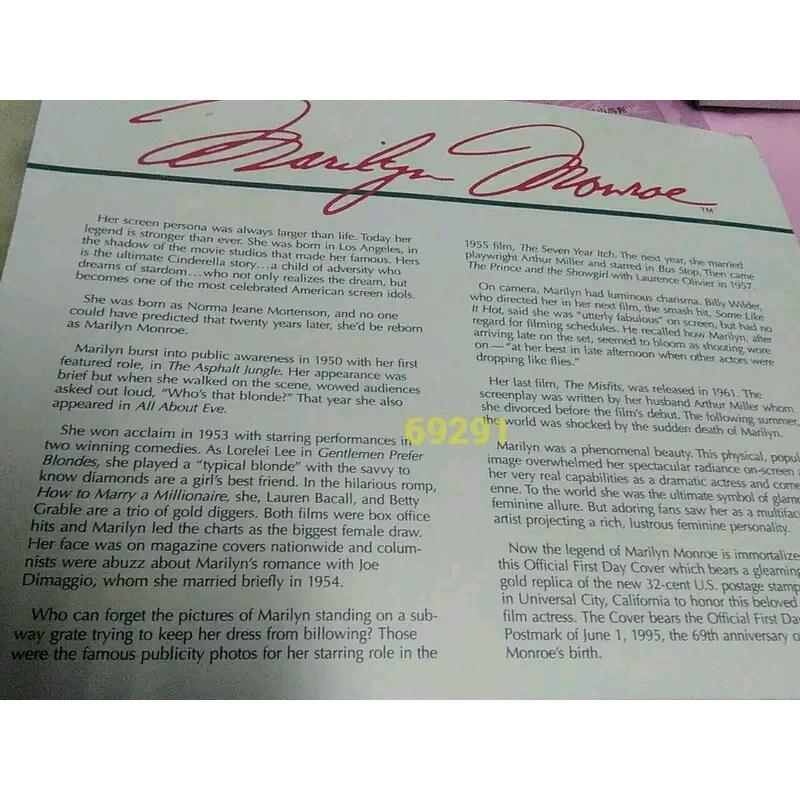 Marilyn Monroe
TM
Her screen persona was always larger than life. Today her
legend is stronger than ever. She was born in Los Angeles, in
the shadow of the movie studios that made her famous. Hers
is the ultimate Cinderella story...a child of adversity who
dreams of stardom...who not only realizes the dream, but
becomes one of the most celebrated American screen idols.
She was born as Norma Jeane Mortenson, and no one
could have predicted that twenty years later, she'd be reborn
as Marilyn Monroe.
Marilyn burst into public awareness in 1950 with her first
featured role, in The Asphalt Jungle. Her appearance was
brief but when she walked on the scene, wowed audiences
asked out loud, "Who's that blonde?" That year she also
appeared in All About Eve.
She won acclaim in 1953 with starring performances in
two winning comedies. As Lorelei Lee in Gentlemen Prefer
Blondes, she played a "typical blonde" with the savvy to
know diamonds are a girl's best friend. In the hilarious romp,
How to Marry a Millionaire, she, Lauren Bacall, and Betty
Grable are a trio of gold diggers. Both films were box office
hits and Marilyn led the charts as the biggest female draw.
Her face was on magazine covers nationwide and colum-
nists were abuzz about Marilyn's romance with Joe
Dimaggio, whom she married briefly in 1954.
Who can forget the pictures of Marilyn standing on a sub-
way grate trying to keep her dress from billowing? Those
were the famous publicity photos for her starring role in the
1955 film, The Seven Year Itch. The next year, she married
playwright Arthur Miller and starred in Bus Stop. Then came
The Prince and the Showgirl with Laurence Olivier in 1957.
On camera, Marilyn had luminous charisma. Billy Wilder,
who directed her in her next film, the smash hit, Some Like
It Hot, said she was "utterly fabulous" on screen, but had no
regard for filming schedules. He recalled how Marilyn, after
arriving late on the set, seemed to bloom as shooting wore
on—"at her best in late afternoon when other actors were
dropping like flies."
Her last film, The Misfits, was released in 1961. The
screenplay was written by her husband Arthur Miller whom
she divorced before the film's debut. The following summer,
the world was shocked by the sudden death of Marilyn.
69291
Marilyn was a phenomenal beauty. This physical, popul
image overwhelmed her spectacular radiance on-screen
her very real capabilities as a dramatic actress and come
enne. To the world she was the ultimate symbol of glam
feminine allure. But adoring fans saw her as a multifac
artist projecting a rich, lustrous feminine personality.
Now the legend of Marilyn Monroe is immortalize
this Official First Day Cover which bears a gleaming
gold replica of the new 32-cent U.S. postage stamp
in Universal City, California to honor this beloved
film actress. The Cover bears the Official First Da
Postmark of June 1, 1995, the 69th anniversary o
Monroe's birth.